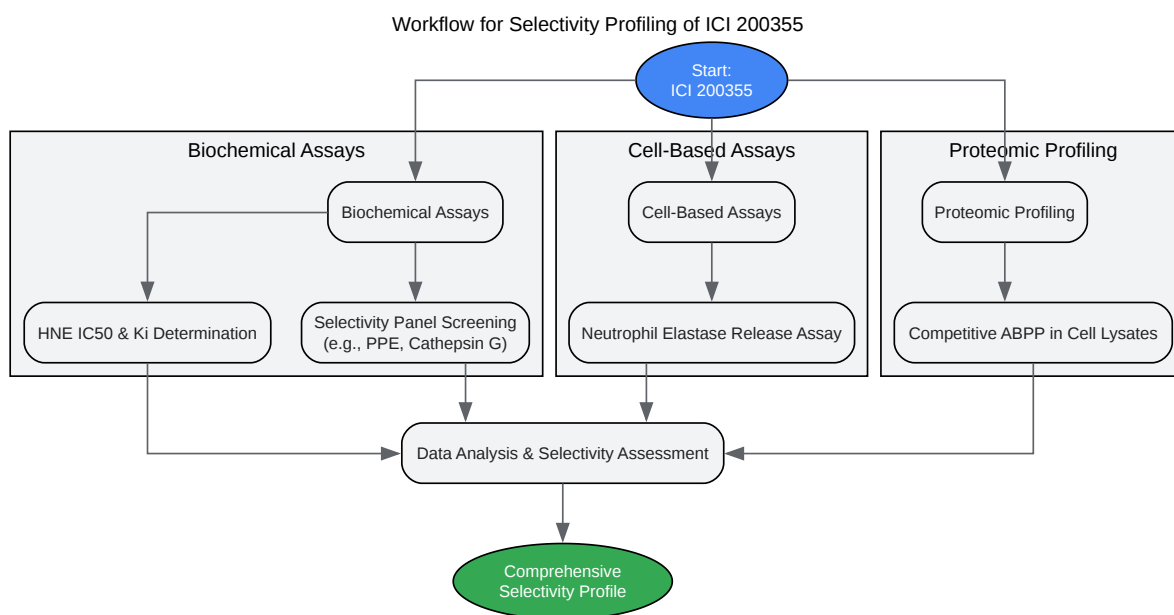 Workflow for Selectivity Profiling of ICI 200355
Start:
ICI 200355
Biochemical Assays
Cell-Based Assays
Proteomic Profiling
Biochemical Assays
Cell-Based Assays
Proteomic Profiling
HNE IC50 & Ki Determination
Selectivity Panel Screening
(e.g., PPE, Cathepsin G)
Neutrophil Elastase Release Assay
Competitive ABPP in Cell Lysates
Data Analysis & Selectivity Assessment
Comprehensive
Selectivity Profile